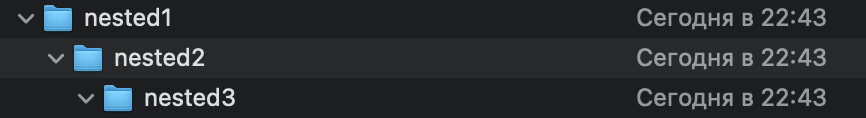 nested1 Сегодня в 22:43
nested2 Сегодня в 22:43
nested3 Сегодня в 22:43